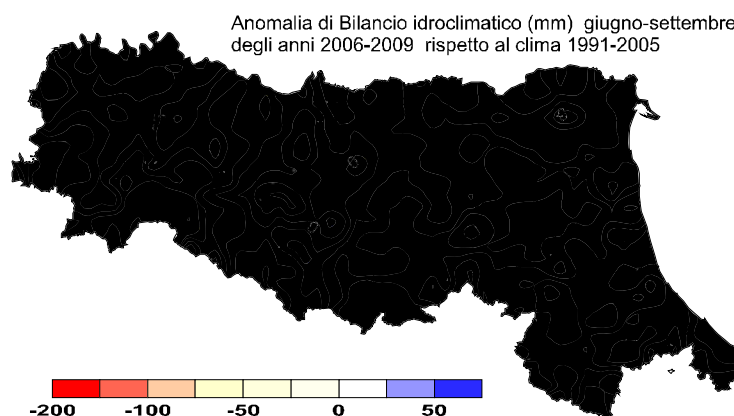 Anomalia di Bilancio idroclimatico (mm) giugno-settembre
degli anni 2006-2009 rispetto al clima 1991-2005
-200 -100 -50 0 50